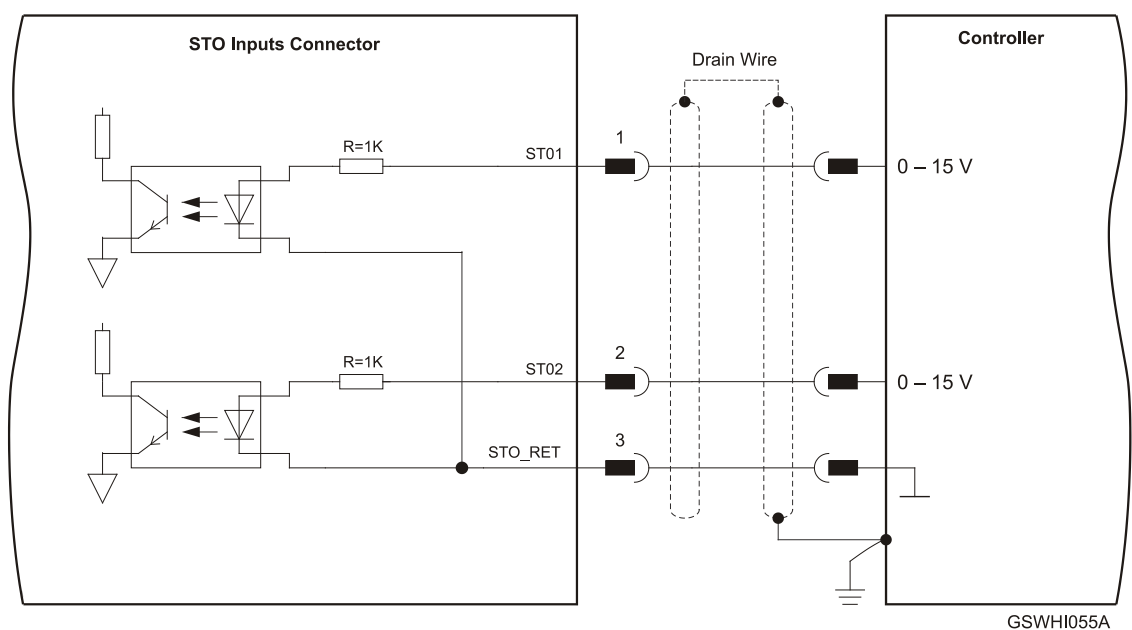 STO Inputs Connector
Controller
Drain Wire
R=1K
ST01
1
0 – 15 V
R=1K
ST02
2
0 – 15 V
STO_RET
3
GSWHI055A